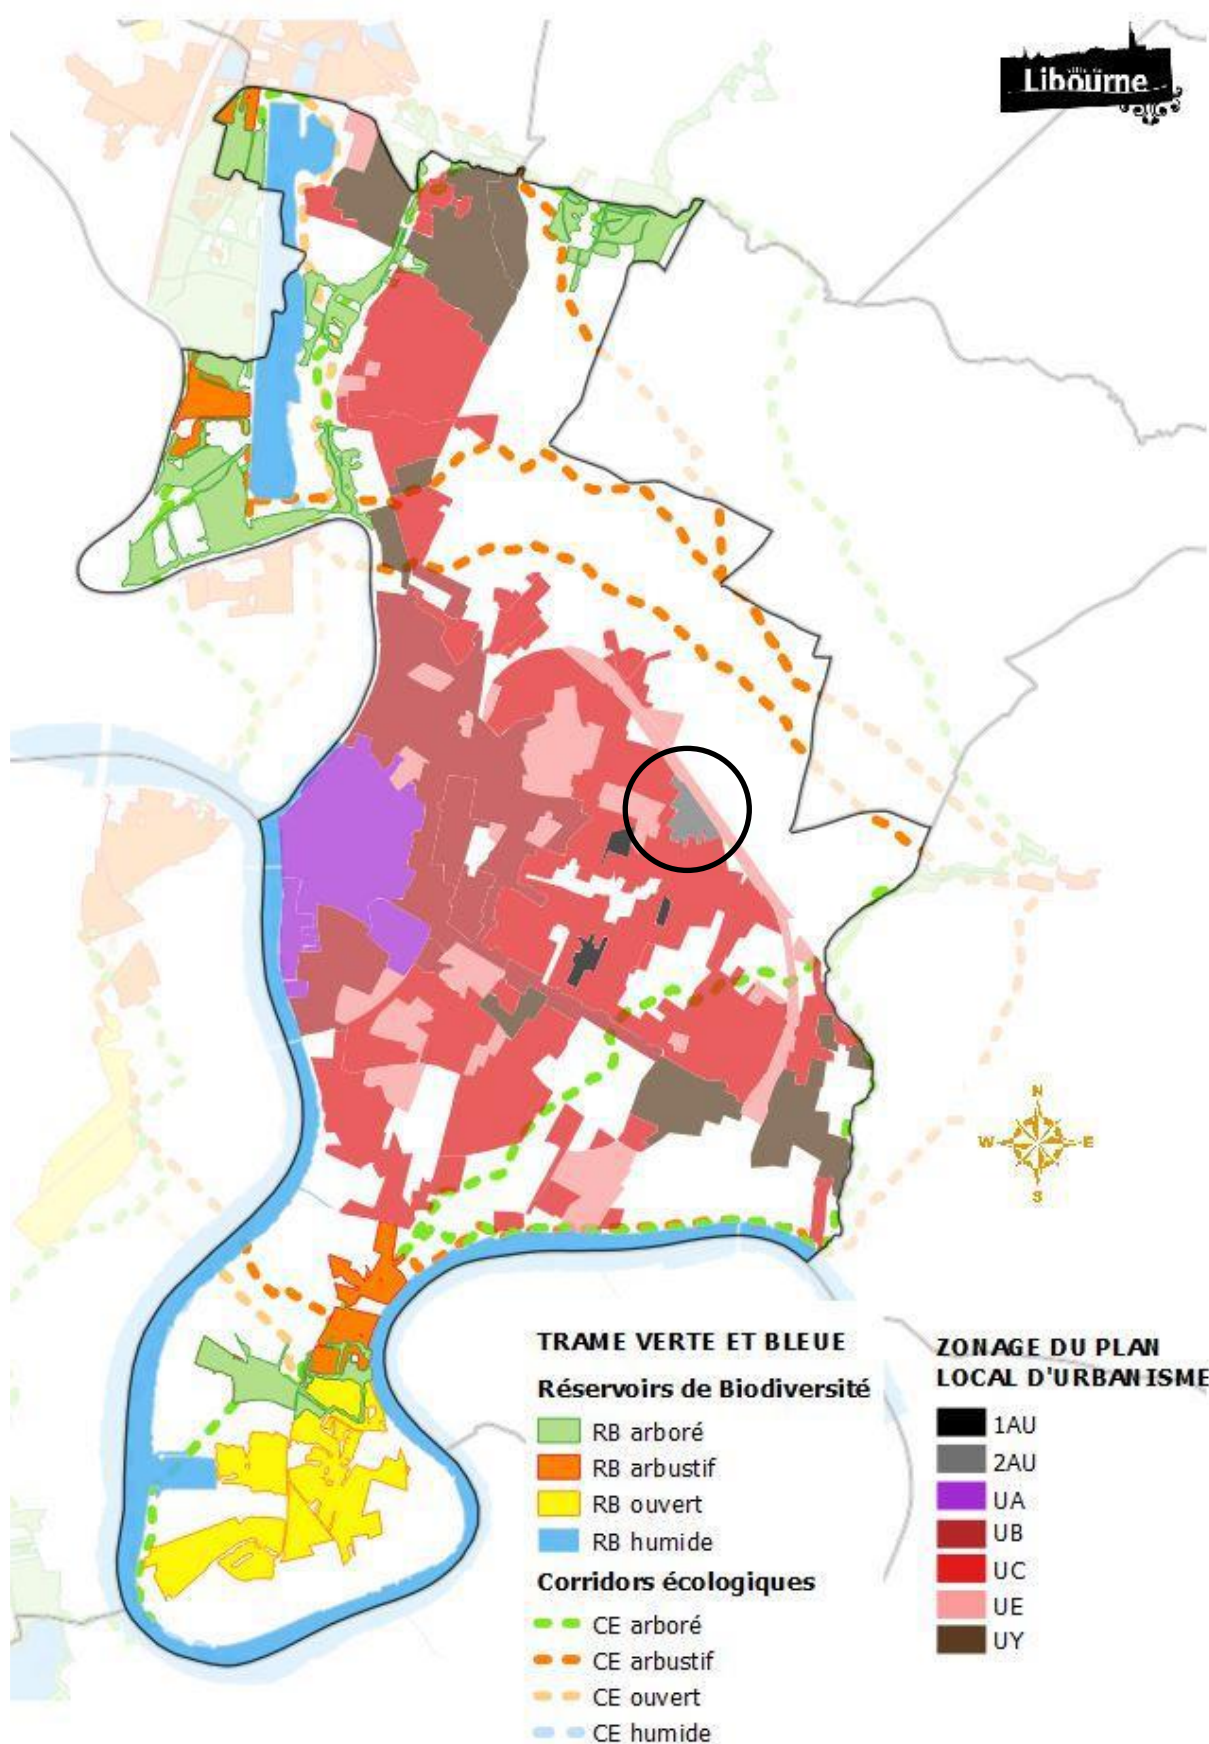 ville de
Libourne
N
W E
S
TRAME VERTE ET BLEUE
Réservoirs de Biodiversité
RB arboré
RB arbustif
RB ouvert
RB humide
Corridors écologiques
CE arboré
CE arbustif
CE ouvert
CE humide
ZONAGE DU PLAN
LOCAL D'URBANISME
1AU
2AU
UA
UB
UC
UE
UY